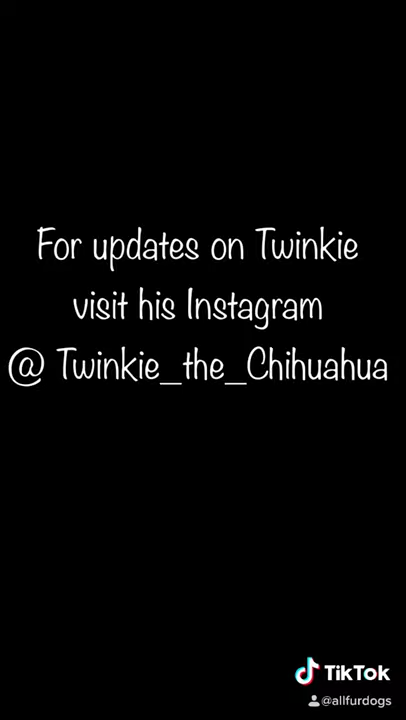 For updates on Twinkie
visit his Instagram
@ Twinkie_the_Chihuahua
TikTok
@allfurdogs